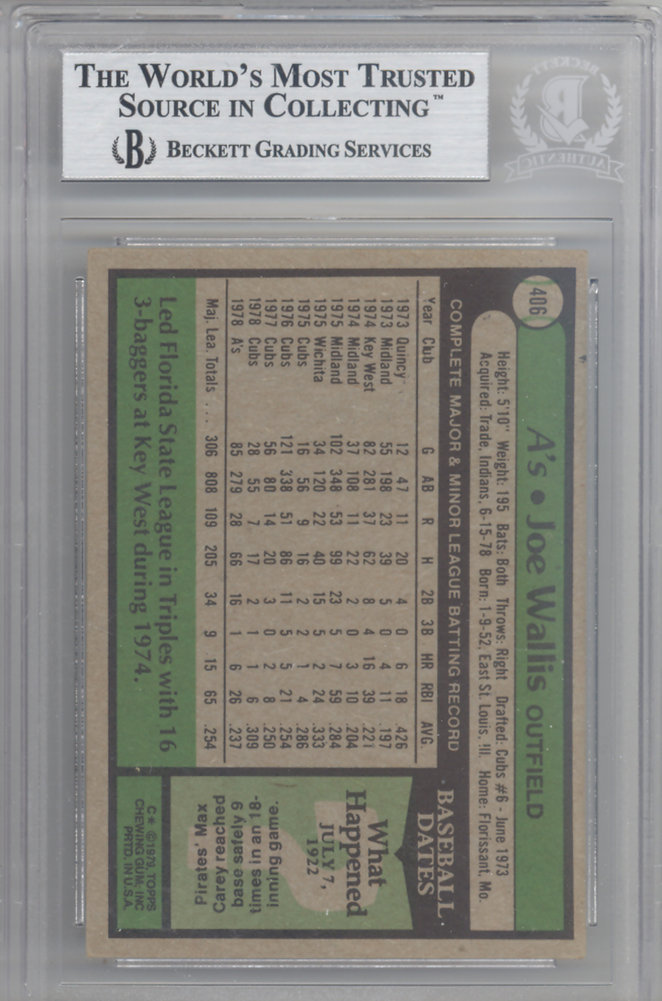 THE WORLD'S MOST TRUSTED
SOURCE IN COLLECTING™
B BECKETT GRADING SERVICES
BECKETT
B
AUTHENTIC
406
A's • Joe Wallis OUTFIELD
Height: 5'10" Weight: 195 Bats: Both Throws: Right Drafted: Cubs #6 - June 1973
Acquired: Trade, Indians, 6-15-78 Born: 1-9-52, East St. Louis, Ill. Home: Florissant, Mo.
COMPLETE MAJOR & MINOR LEAGUE BATTING RECORD
Year Club G AB R H 2B 3B HR RBI AVG
1973 Quincy 12 47 11 20 4 0 6 18 .426
1973 Midland 55 198 23 39 5 0 4 11 .197
1974 Key West 82 281 37 62 8 4 16 39 .221
1974 Midland 37 108 11 22 2 0 3 10 .204
1975 Midland 102 348 53 99 23 5 7 59 .284
1975 Wichita 34 120 22 40 15 5 2 24 .333
1975 Cubs 16 56 9 16 2 2 1 4 .286
1976 Cubs 121 338 51 86 11 5 5 21 .254
1977 Cubs 56 80 14 20 3 0 2 8 .250
1978 Cubs 28 55 7 17 2 1 1 6 .309
1978 A's 85 279 28 66 16 1 6 26 .237
Maj. Lea. Totals .... 306 808 109 205 34 9 15 65 .254
Led Florida State League in Triples with 16
3-baggers at Key West during 1974.
BASEBALL
DATES
What
Happened
JULY 7,
1922
Pirates' Max
Carey reached
base safely 9
times in an 18-
inning game.
C* ©1979, TOPPS
CHEWING GUM, INC
PRTD. IN U.S.A.